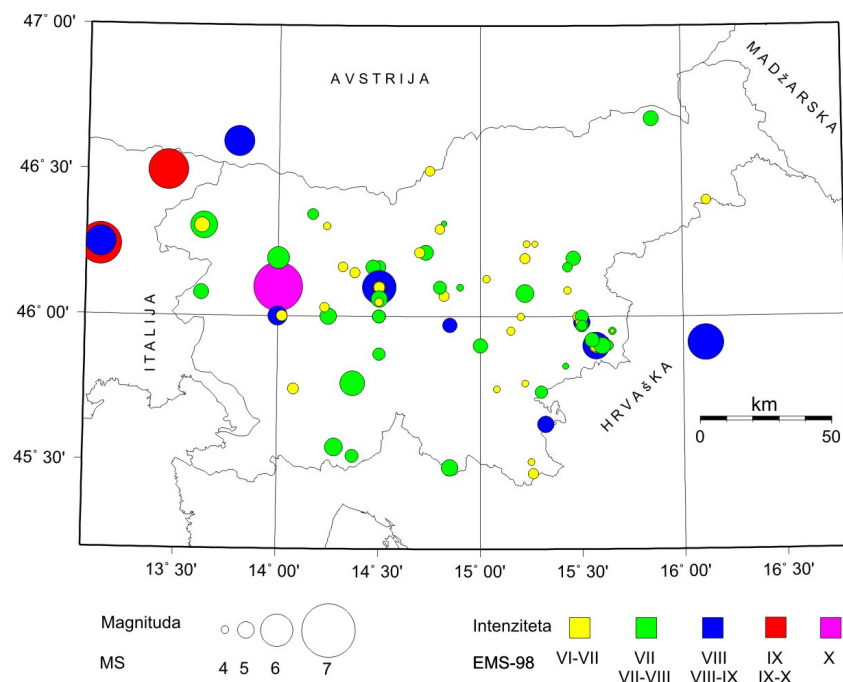 47° 00'
AVSTRIJA
MADžARSKA
46° 30'
46° 00'
ITALIJA
HRVAšKA
km
0 50
45° 30'
13° 30' 14° 00' 14° 30' 15° 00' 15° 30' 16° 00' 16° 30'
Magnituda
MS
4 5 6 7
Intenziteta
EMS-98
VI-VII VII VIII IX X
VII-VIII VIII-IX IX-X